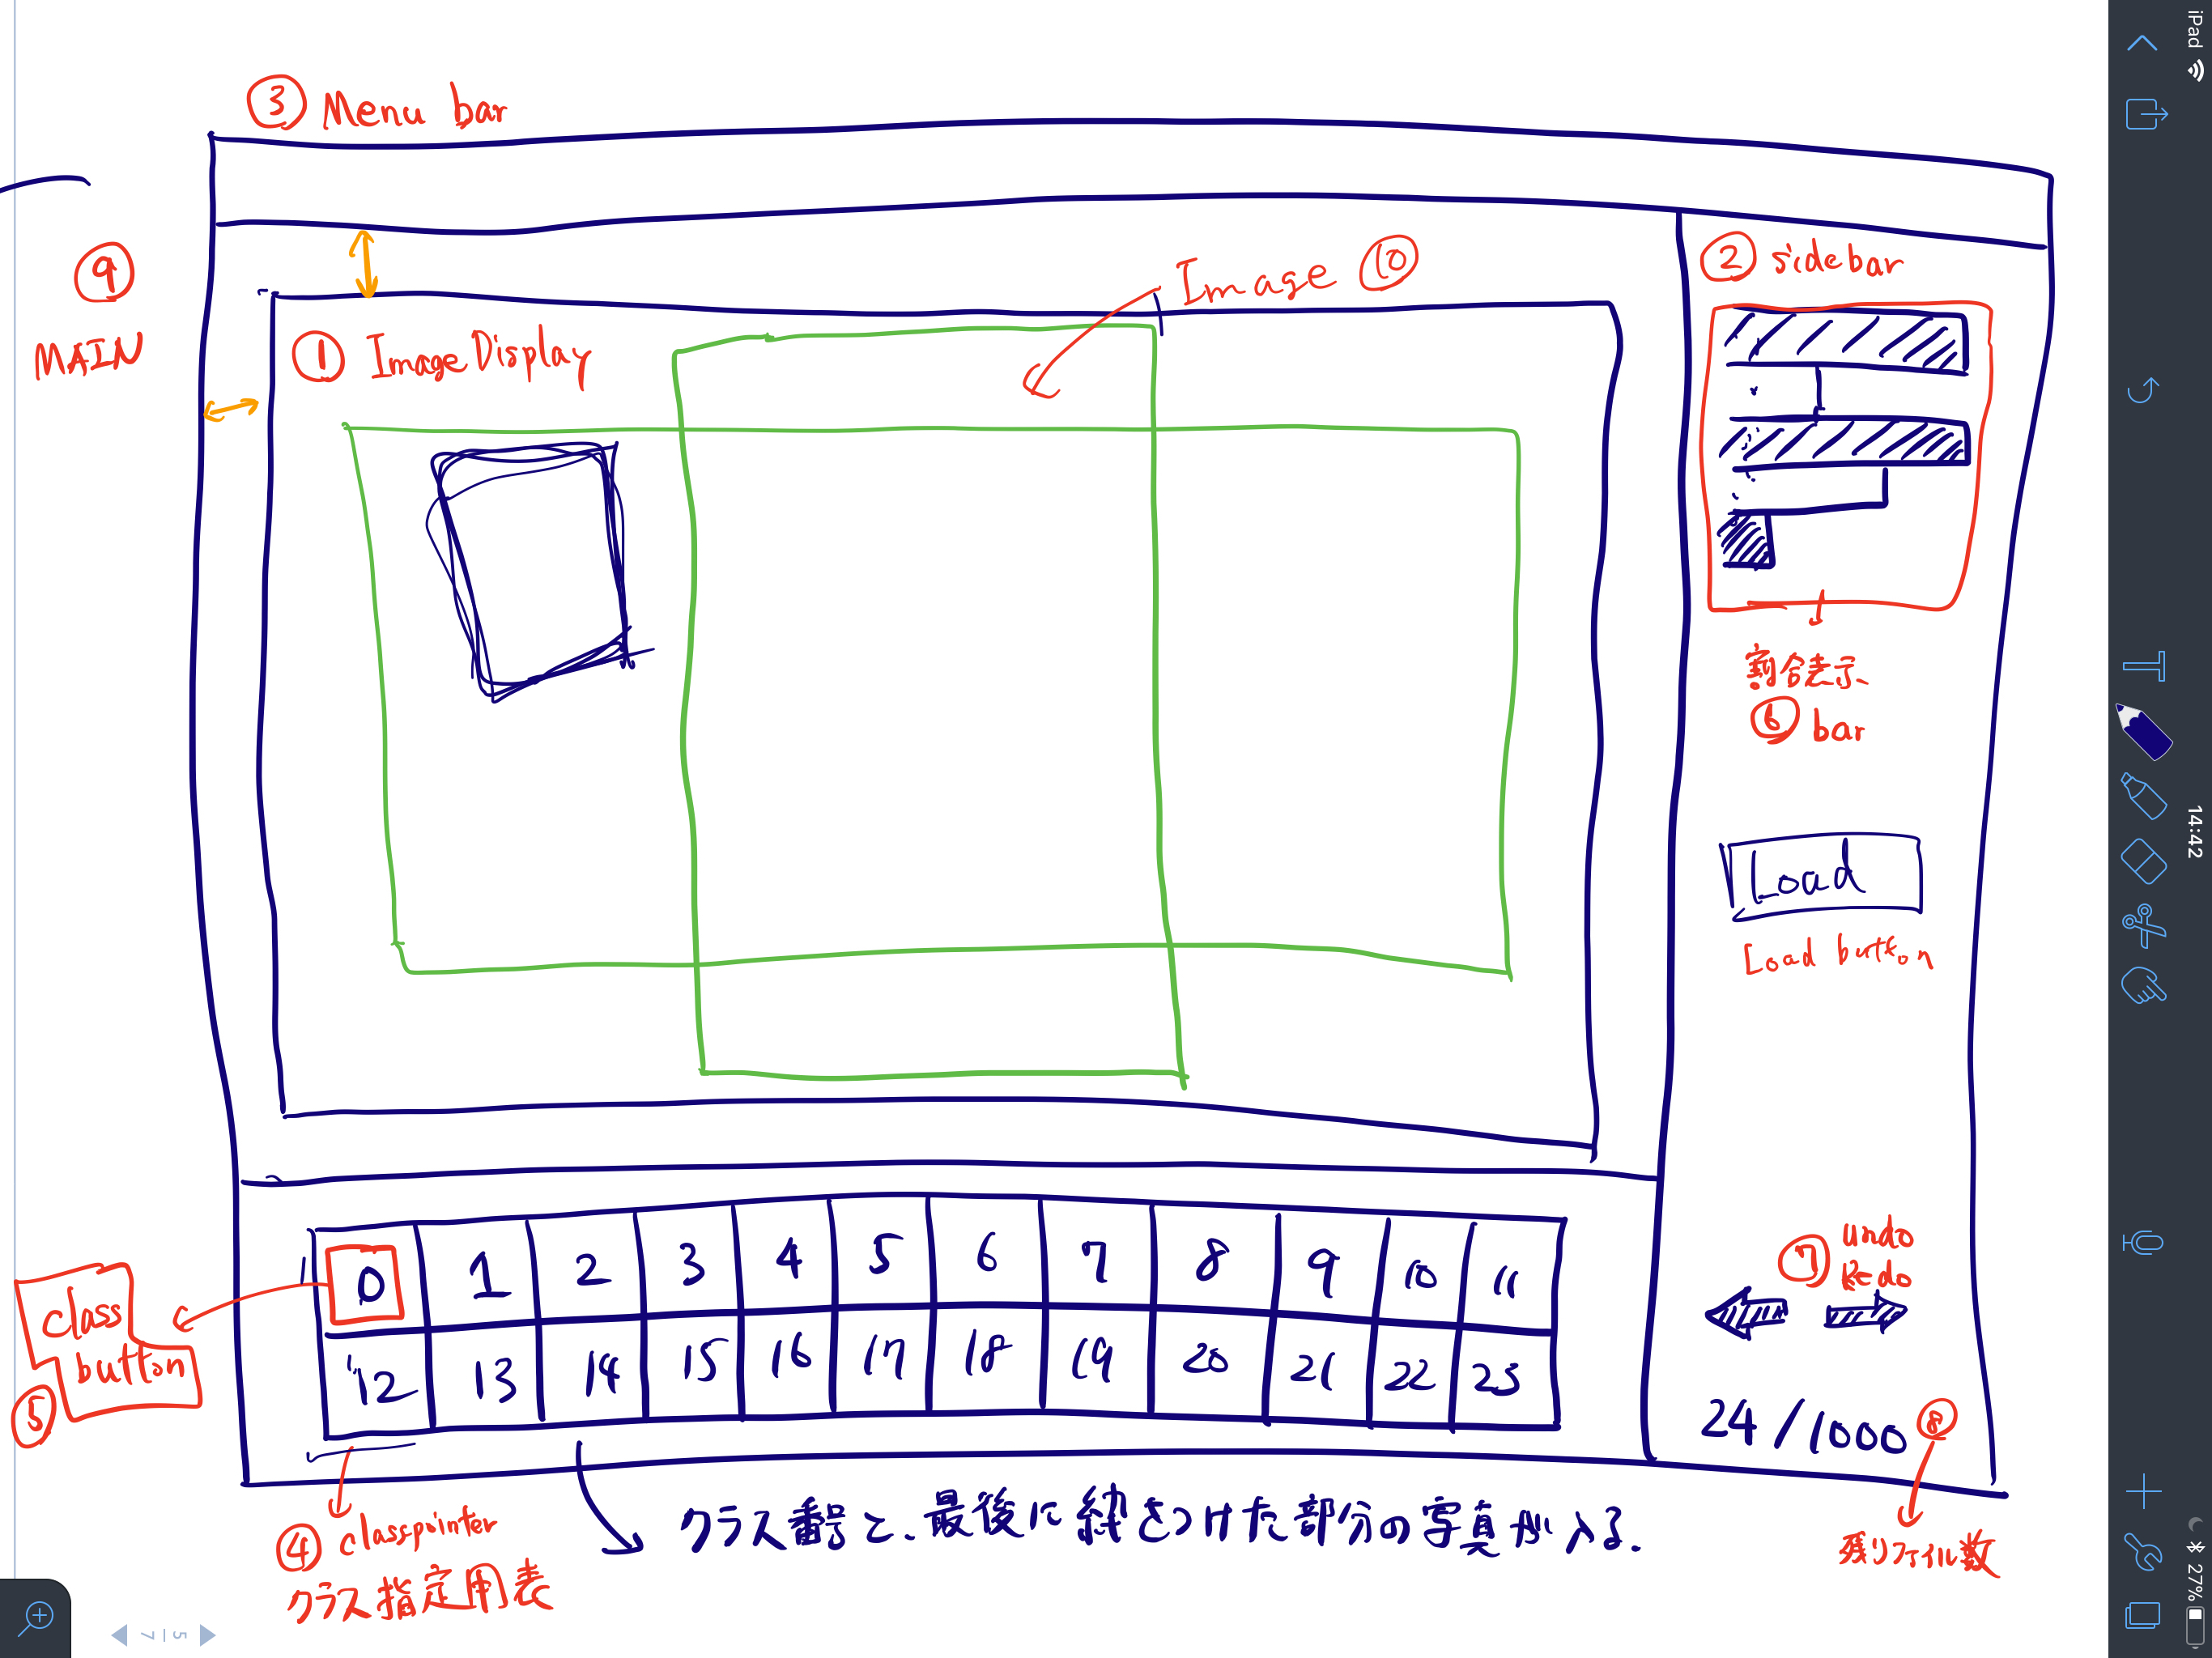 ③ Menu bar
⑨
MAIN
① ImageDisplay
Image ⑩
② sidebar
割合表示
⑥ bar
Load
Load button
⑦ undo
Redo
24/1000 ⑧
残りファイル数
0 1 2 3 4 5 6 7 8 9 10 11
12 13 14 15 16 17 18 19 20 21 22 23
class
button
⑤
④ classpointer
クラス指定用表
クラス番号と、最後に線をつけた部分の写真が入る.
5 | 7
iPad
14:42
27%